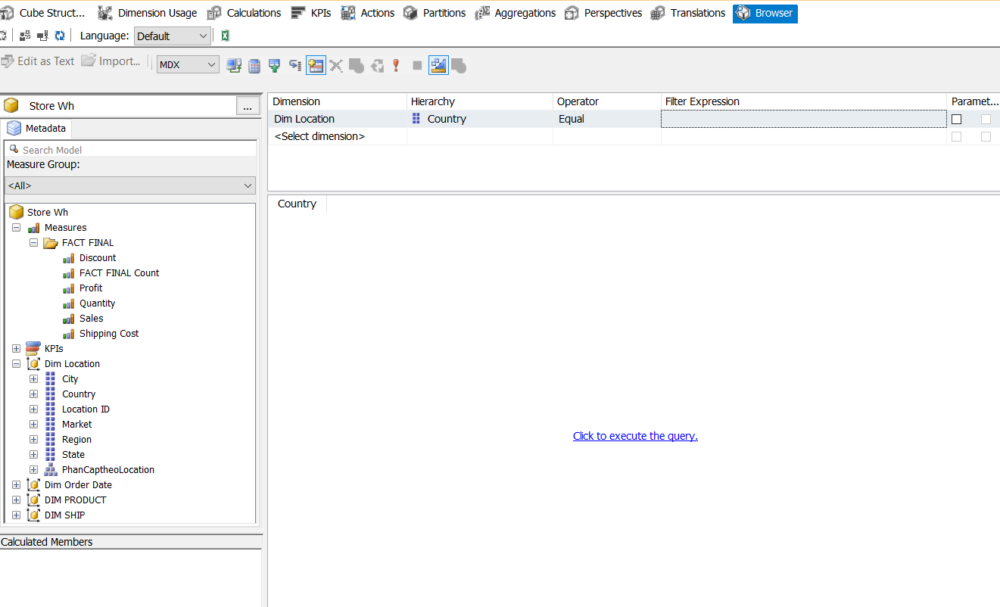 Cube Struct... Dimension Usage Calculations KPIs Actions Partitions Aggregations Perspectives Translations Browser
Language: Default
Edit as Text Import... MDX
Store Wh ...
Metadata
Search Model
Measure Group:
<All>
Store Wh
Measures
FACT FINAL
Discount
FACT FINAL Count
Profit
Quantity
Sales
Shipping Cost
KPIs
Dim Location
City
Country
Location ID
Market
Region
State
PhanCaptheoLocation
Dim Order Date
DIM PRODUCT
DIM SHIP
Calculated Members
Dimension Hierarchy Operator Filter Expression Paramet...
Dim Location Country Equal
<Select dimension>
Country
Click to execute the query.